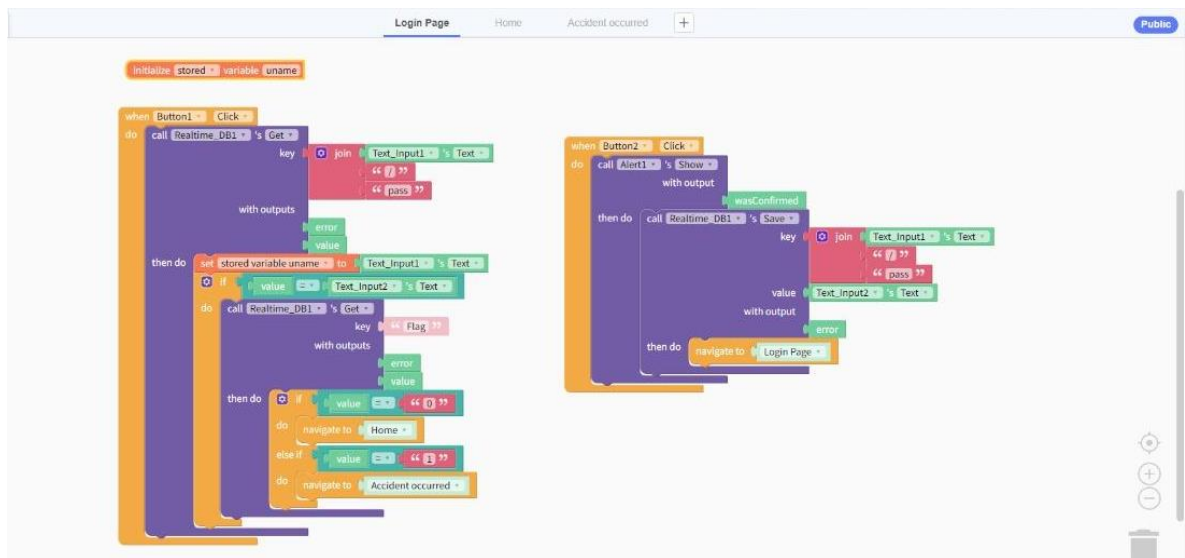 Login Page Home Accident occurred + Public
initialize stored variable uname
when Button1 Click
do call Realtime_DB1 's Get
key join Text_Input1 's Text
“ / ”
“ pass ”
with outputs
error
value
then do set stored variable uname to Text_Input1 's Text
if value = Text_Input2 's Text
do call Realtime_DB1 's Get
key “ Flag ”
with outputs
error
value
then do if value = “ 0 ”
do navigate to Home
else if value = “ 1 ”
do navigate to Accident occurred
when Button2 Click
do call Alert1 's Show
with output
wasConfirmed
then do call Realtime_DB1 's Save
key join Text_Input1 's Text
“ / ”
“ pass ”
value Text_Input2 's Text
with output
error
then do navigate to Login Page